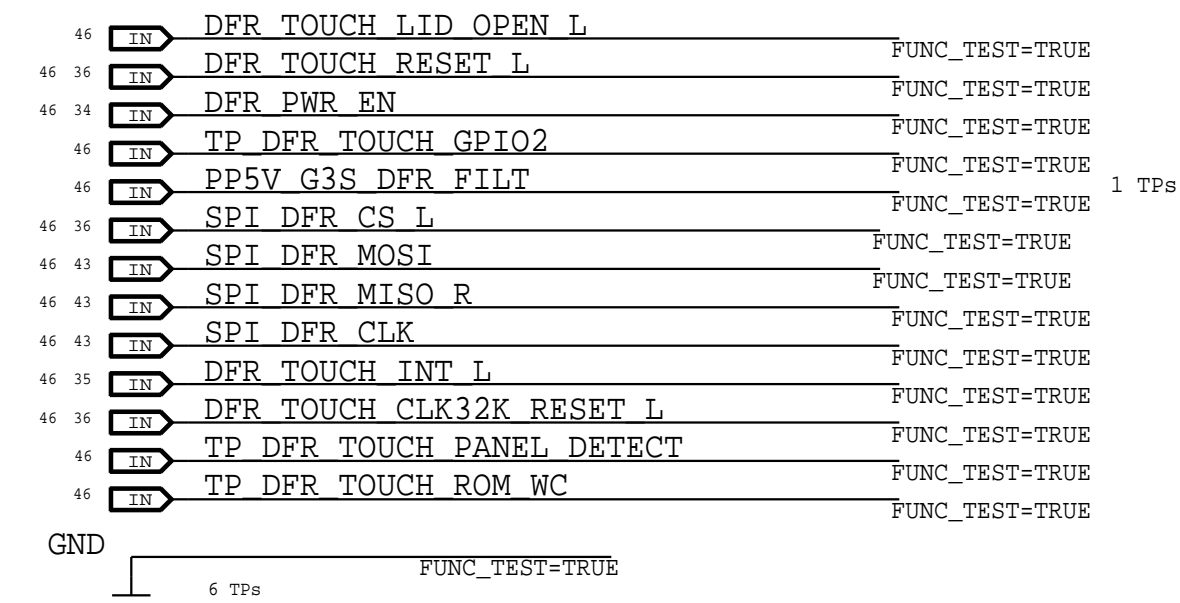 46 IN DFR_TOUCH_LID_OPEN_L FUNC_TEST=TRUE
46 36 IN DFR_TOUCH_RESET_L FUNC_TEST=TRUE
46 34 IN DFR_PWR_EN FUNC_TEST=TRUE
46 IN TP_DFR_TOUCH_GPIO2 FUNC_TEST=TRUE
46 IN PP5V_G3S_DFR_FILT FUNC_TEST=TRUE 1 TPs
46 36 IN SPI_DFR_CS_L FUNC_TEST=TRUE
46 43 IN SPI_DFR_MOSI FUNC_TEST=TRUE
46 43 IN SPI_DFR_MISO_R FUNC_TEST=TRUE
46 43 IN SPI_DFR_CLK FUNC_TEST=TRUE
46 35 IN DFR_TOUCH_INT_L FUNC_TEST=TRUE
46 36 IN DFR_TOUCH_CLK32K_RESET_L FUNC_TEST=TRUE
46 IN TP_DFR_TOUCH_PANEL_DETECT FUNC_TEST=TRUE
46 IN TP_DFR_TOUCH_ROM_WC FUNC_TEST=TRUE
GND
FUNC_TEST=TRUE
6 TPs